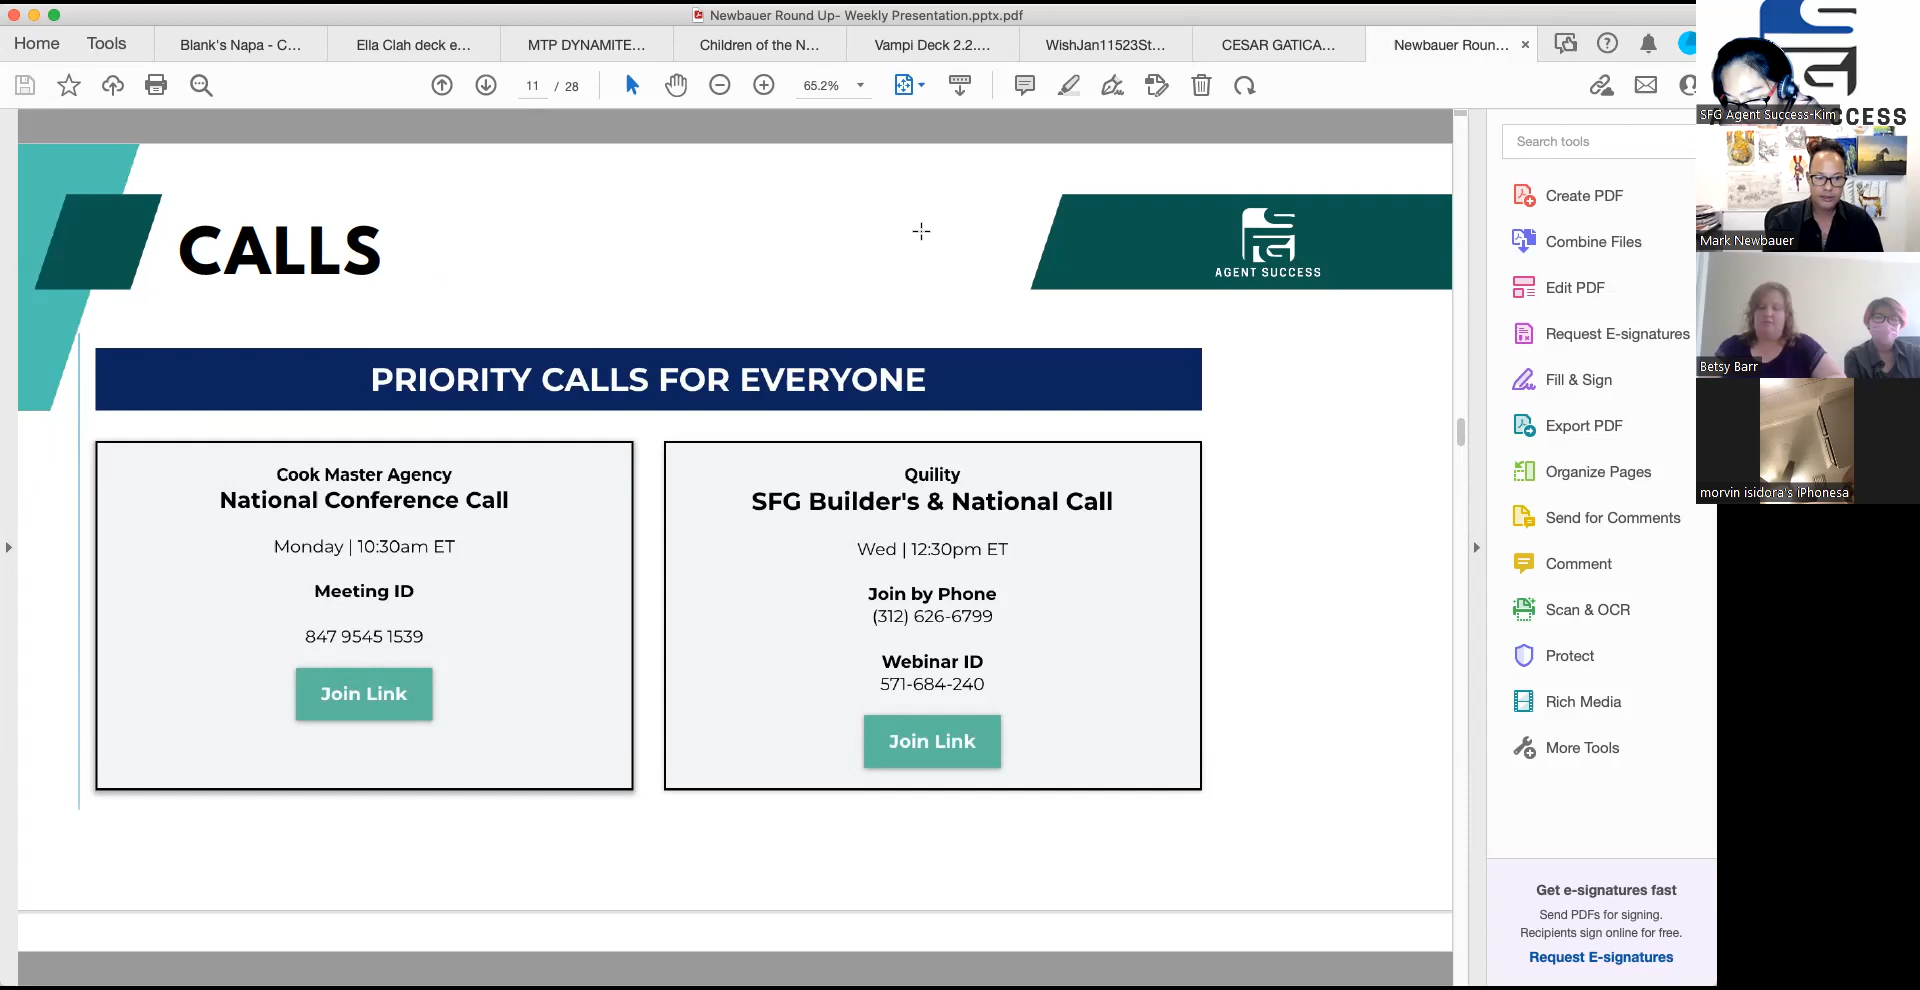 Newbauer Round Up- Weekly Presentation.pptx.pdf
Home
Tools
Blank's Napa - C...
Ella Clah deck e...
MTP DYNAMITE...
Children of the N...
Vampi Deck 2.2....
WishJan11523St...
CESAR GATICA...
Newbauer Roun...
11 / 28
65.2%
CALLS
AGENT SUCCESS
PRIORITY CALLS FOR EVERYONE
Cook Master Agency
National Conference Call
Monday | 10:30am ET
Meeting ID
847 9545 1539
Join Link
Quility
SFG Builder's & National Call
Wed | 12:30pm ET
Join by Phone
(312) 626-6799
Webinar ID
571-684-240
Join Link
Search tools
Create PDF
Combine Files
Edit PDF
Request E-signatures
Fill & Sign
Export PDF
Organize Pages
Send for Comments
Comment
Scan & OCR
Protect
Rich Media
More Tools
Get e-signatures fast
Send PDFs for signing.
Recipients sign online for free.
Request E-signatures
SFG Agent Success-Kim
Mark Newbauer
Betsy Barr
morvin isidora's iPhonesa